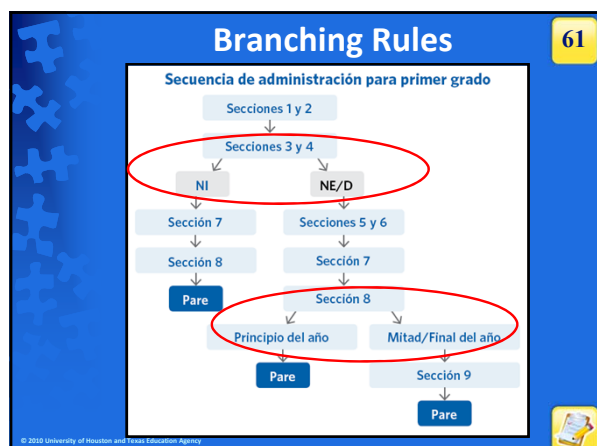 Branching Rules
61
Secuencia de administración para primer grado
Secciones 1 y 2
Secciones 3 y 4
NI
NE/D
Sección 7
Secciones 5 y 6
Sección 8
Sección 7
Pare
Sección 8
Principio del año
Mitad/Final del año
Pare
Sección 9
Pare
© 2010 University of Houston and Texas Education Agency